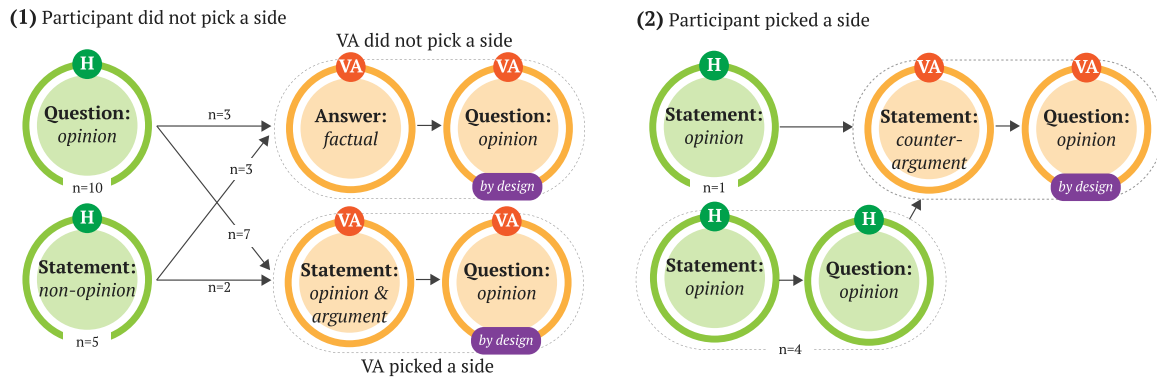 (1) Participant did not pick a side
H
Question:
opinion
n=10
H
Statement:
non-opinion
n=5
n=3
n=3
n=7
n=2
VA did not pick a side
VA
Answer:
factual
VA
Question:
opinion
by design
VA
Statement:
opinion &
argument
VA
Question:
opinion
by design
VA picked a side
(2) Participant picked a side
H
Statement:
opinion
n=1
VA
Statement:
counter-
argument
VA
Question:
opinion
by design
H
Statement:
opinion
H
Question:
opinion
n=4